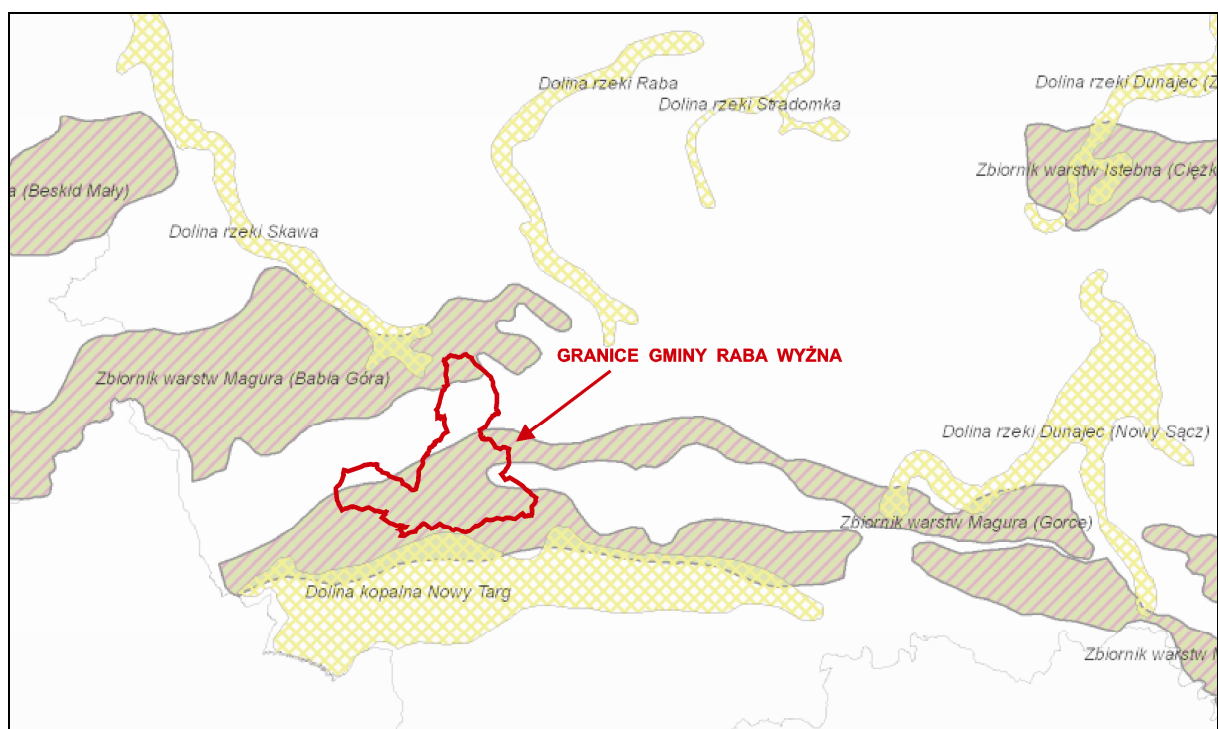 Dolina rzeki Raba
Dolina rzeki Dunajec (Z
Dolina rzeki Stradomka
Zbiornik warstw Istebna (Ciężk
a (Beskid Mały)
Dolina rzeki Skawa
GRANICE GMINY RABA WYŻNA
Zbiornik warstw Magura (Babia Góra)
Dolina rzeki Dunajec (Nowy Sącz)
Zbiornik warstw Magura (Gorce)
Dolina kopalna Nowy Targ
Zbiornik warstw M